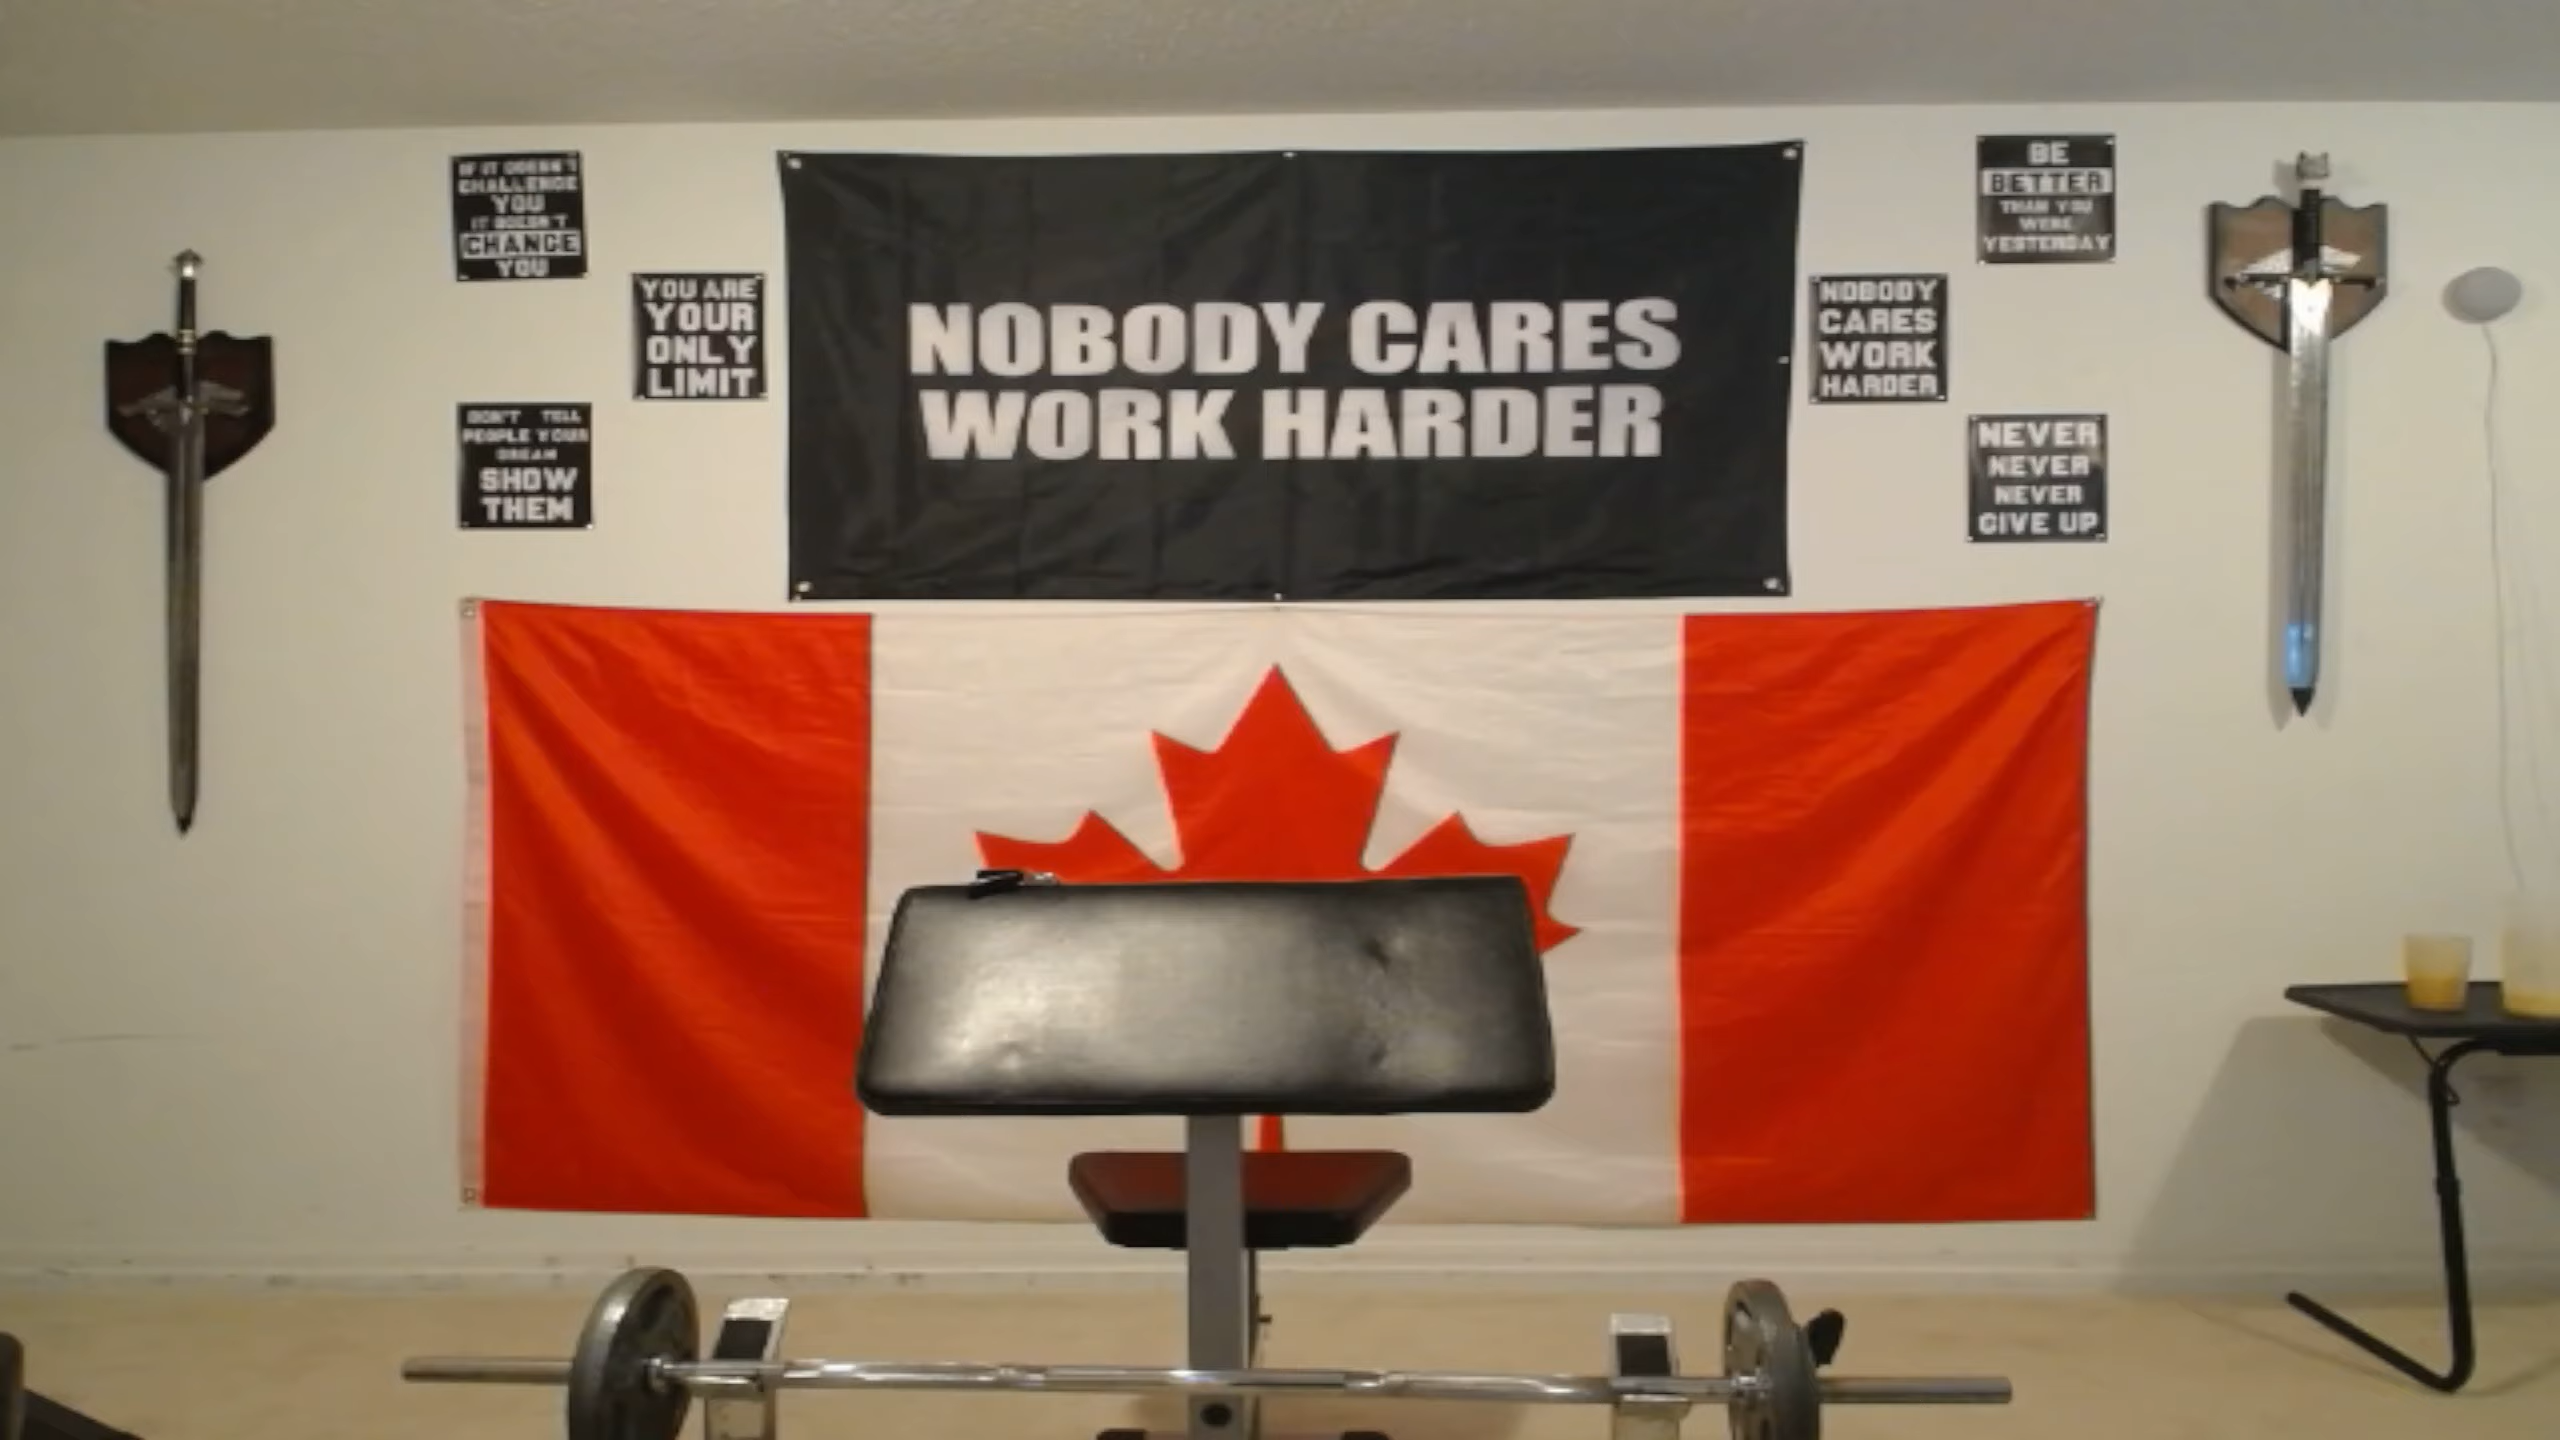 IF IT DOESN'T
CHALLENGE
YOU
IT DOESN'T
CHANGE
YOU
YOU ARE
YOUR
ONLY
LIMIT
DON'T TELL
PEOPLE YOUR
DREAM
SHOW
THEM
NOBODY CARES
WORK HARDER
BE
BETTER
THAN YOU
WERE
YESTERDAY
NOBODY
CARES
WORK
HARDER
NEVER
NEVER
NEVER
GIVE UP